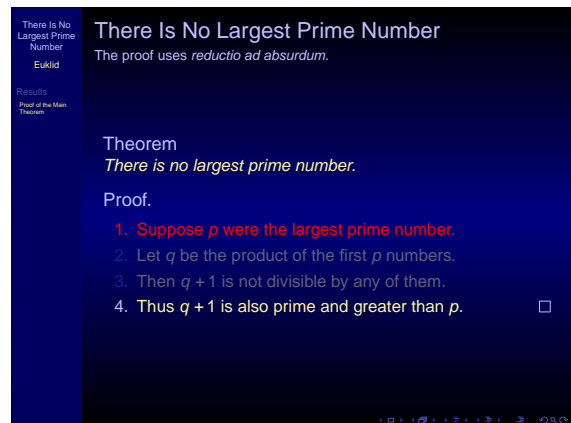 There Is No
Largest Prime
Number
Euklid
Results
Proof of the Main
Theorem
There Is No Largest Prime Number
The proof uses reductio ad absurdum.
Theorem
There is no largest prime number.
Proof.
1. Suppose p were the largest prime number.
2. Let q be the product of the first p numbers.
3. Then q + 1 is not divisible by any of them.
4. Thus q + 1 is also prime and greater than p.